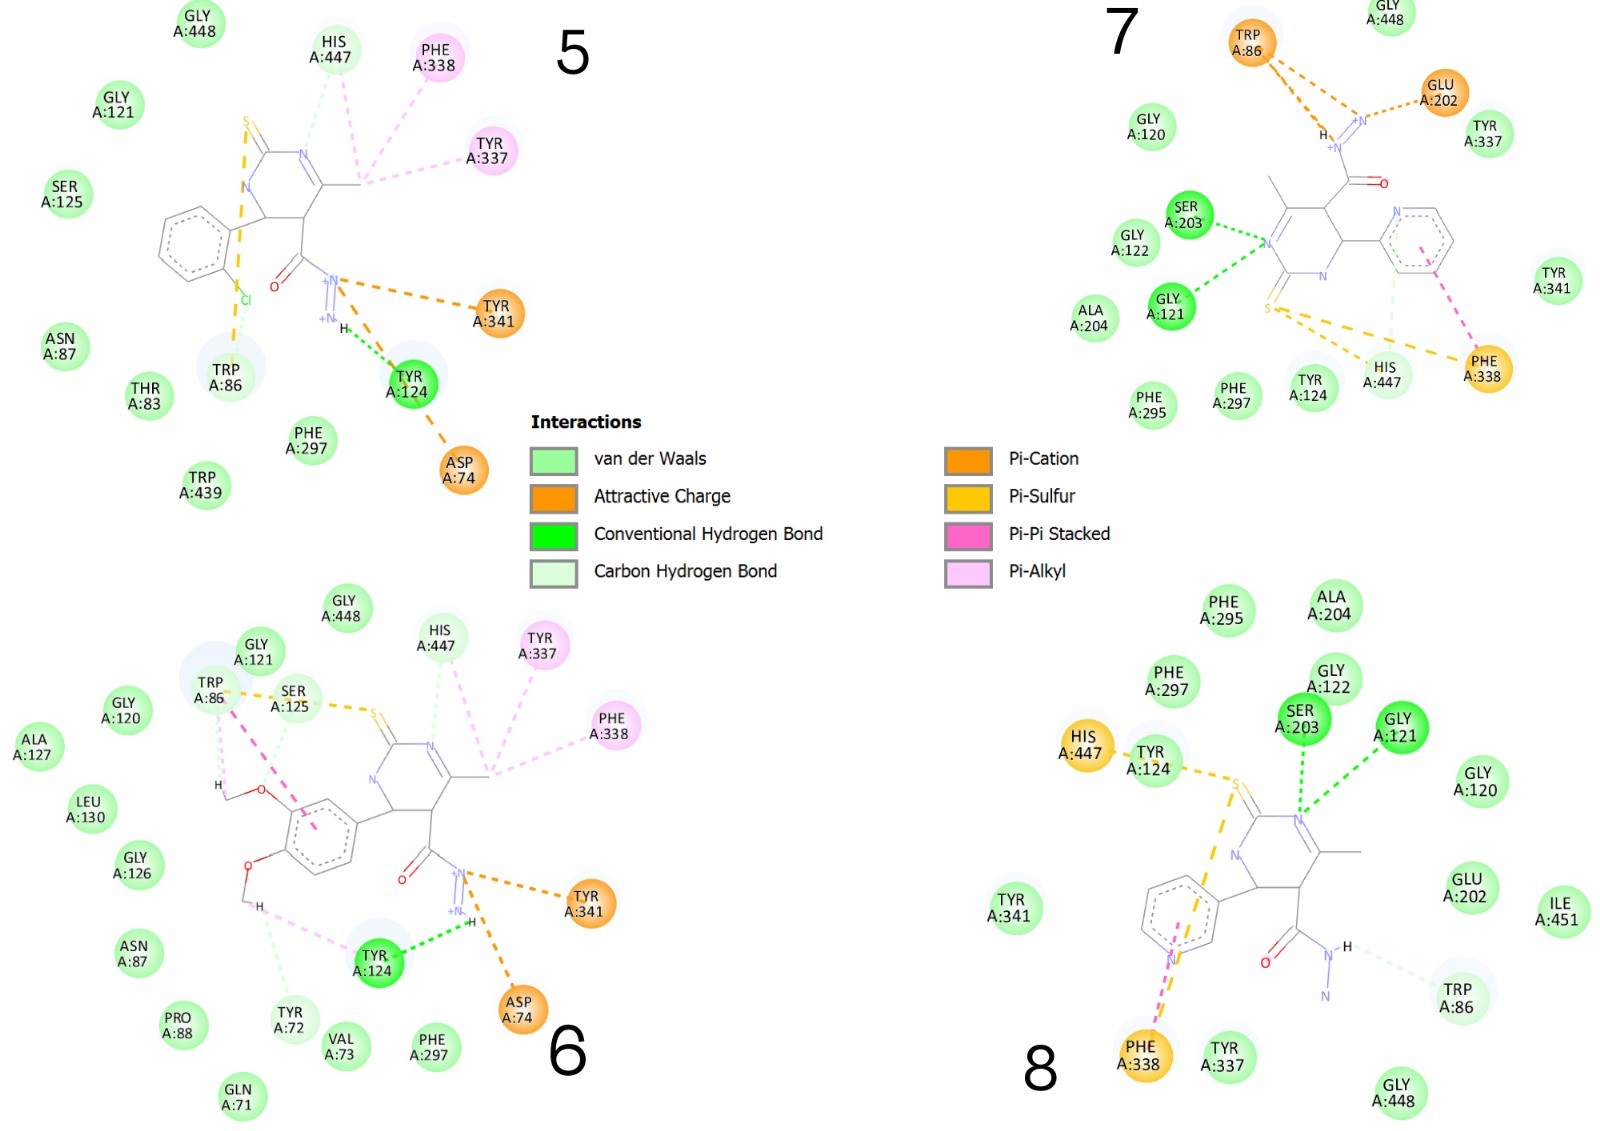 5
GLY
A:448
HIS
A:447
PHE
A:338
GLY
A:121
TYR
A:337
S
N
N
SER
A:125
O
+N
+N
H
Cl
TYR
A:341
ASN
A:87
TRP
A:86
TYR
A:124
THR
A:83
PHE
A:297
ASP
A:74
TRP
A:439
7
GLY
A:448
TRP
A:86
GLU
A:202
GLY
A:120
TYR
A:337
+N
H
+N
O
SER
A:203
N
GLY
A:122
N
N
TYR
A:341
GLY
A:121
S
ALA
A:204
HIS
A:447
PHE
A:338
TYR
A:124
PHE
A:297
PHE
A:295
Interactions
van der Waals
Attractive Charge
Conventional Hydrogen Bond
Carbon Hydrogen Bond
Pi-Cation
Pi-Sulfur
Pi-Pi Stacked
Pi-Alkyl
GLY
A:448
HIS
A:447
TYR
A:337
GLY
A:121
TRP
A:86
SER
A:125
GLY
A:120
PHE
A:338
ALA
A:127
S
N
N
H
O
LEU
A:130
GLY
A:126
O
H
O
+N
+N
H
TYR
A:341
ASN
A:87
TYR
A:124
PRO
A:88
TYR
A:72
VAL
A:73
PHE
A:297
ASP
A:74
GLN
A:71
6
PHE
A:295
ALA
A:204
PHE
A:297
GLY
A:122
SER
A:203
GLY
A:121
HIS
A:447
TYR
A:124
GLY
A:120
S
N
N
GLU
A:202
ILE
A:451
TYR
A:341
N
O
N
H
N
TRP
A:86
PHE
A:338
TYR
A:337
GLY
A:448
8